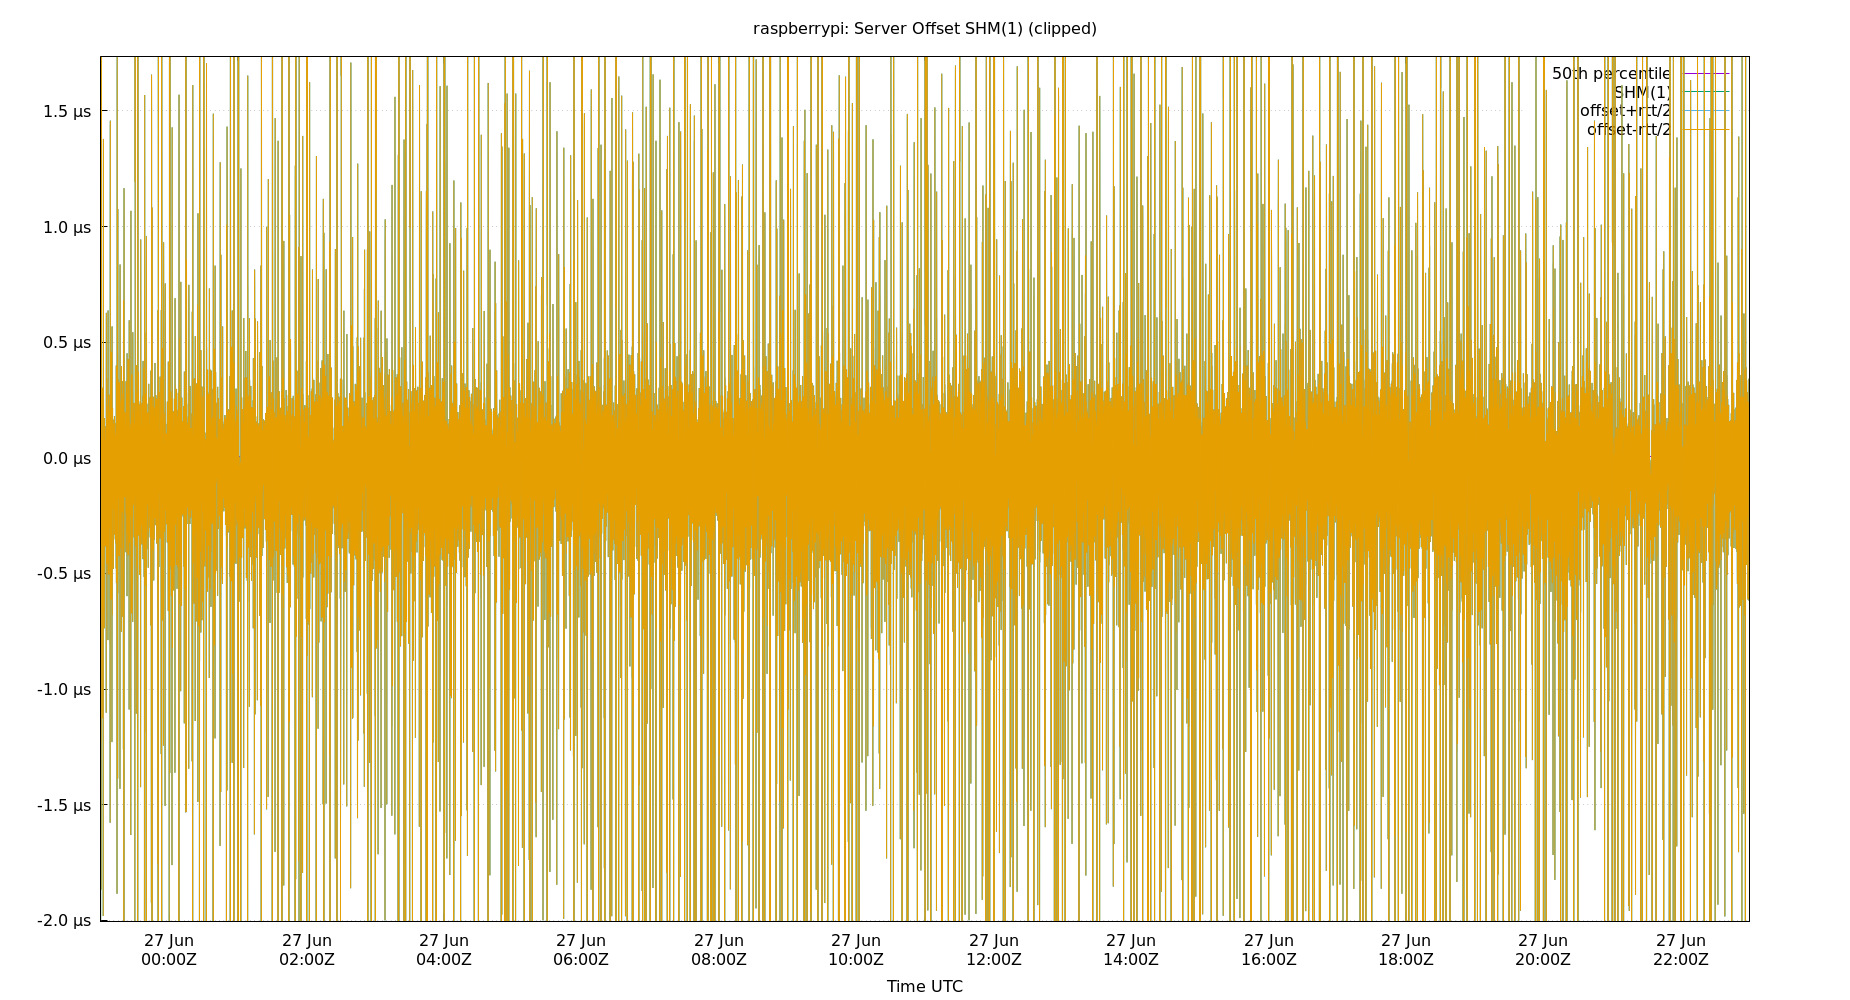 raspberrypi: Server Offset SHM(1) (clipped)
50th percentile
SHM(1)
offset+rtt/2
offset-rtt/2
1.5 µs
1.0 µs
0.5 µs
0.0 µs
-0.5 µs
-1.0 µs
-1.5 µs
-2.0 µs
27 Jun 27 Jun 27 Jun 27 Jun 27 Jun 27 Jun 27 Jun 27 Jun 27 Jun 27 Jun 27 Jun 27 Jun
00:00Z 02:00Z 04:00Z 06:00Z 08:00Z 10:00Z 12:00Z 14:00Z 16:00Z 18:00Z 20:00Z 22:00Z
Time UTC